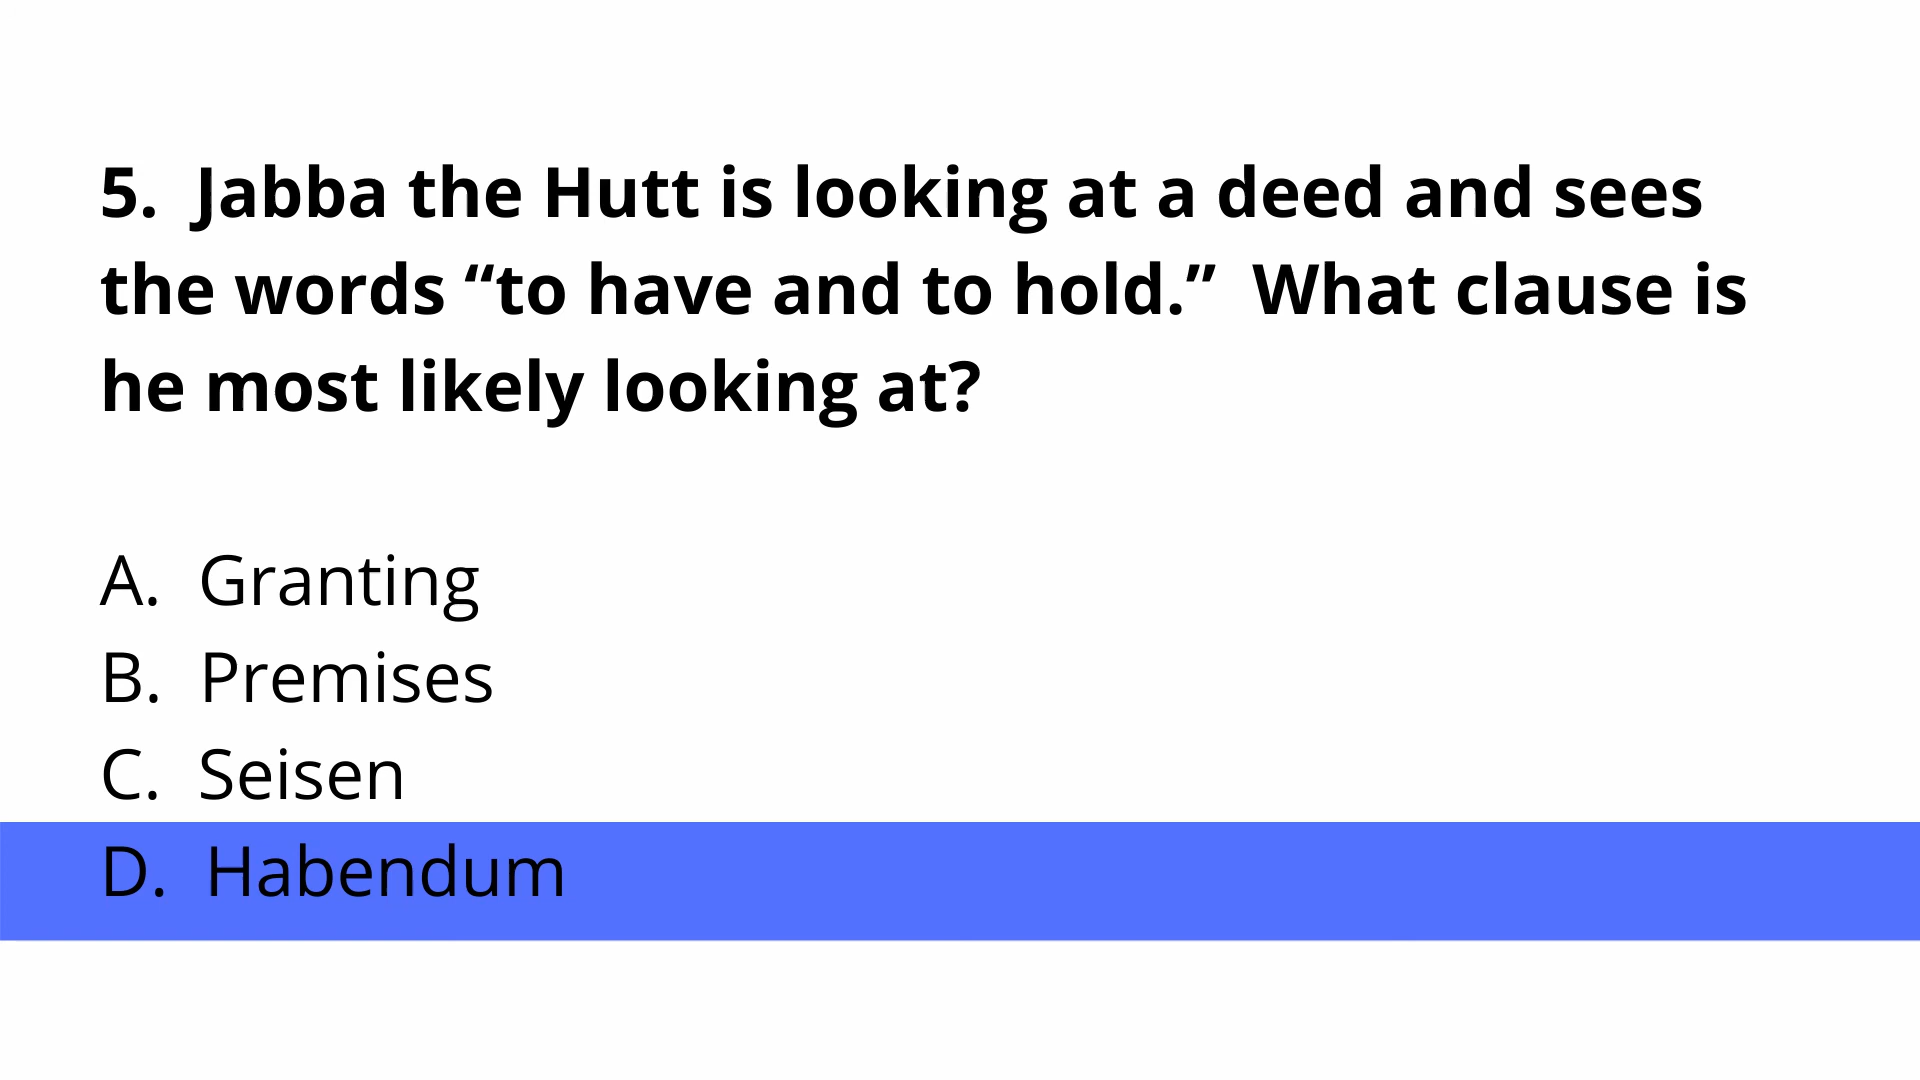 5.  Jabba the Hutt is looking at a deed and sees
the words “to have and to hold.”  What clause is
he most likely looking at?
A.  Granting
B.  Premises
C.  Seisen
D.  Habendum